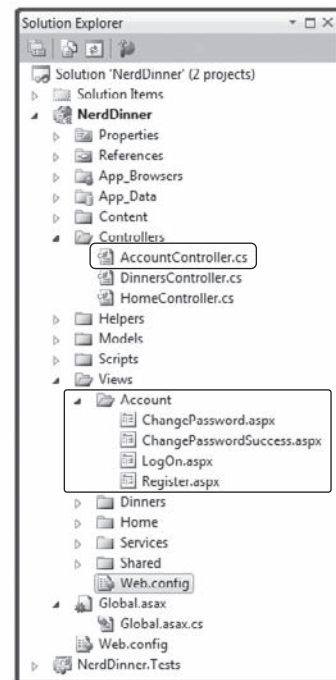 Solution Explorer
Solution 'NerdDinner' (2 projects)
Solution Items
NerdDinner
Properties
References
App_Browsers
App_Data
Content
Controllers
AccountController.cs
DinnersController.cs
HomeController.cs
Helpers
Models
Scripts
Views
Account
ChangePassword.aspx
ChangePasswordSuccess.aspx
LogOn.aspx
Register.aspx
Dinners
Home
Services
Shared
Web.config
Global.asax
Global.asax.cs
Web.config
NerdDinner.Tests